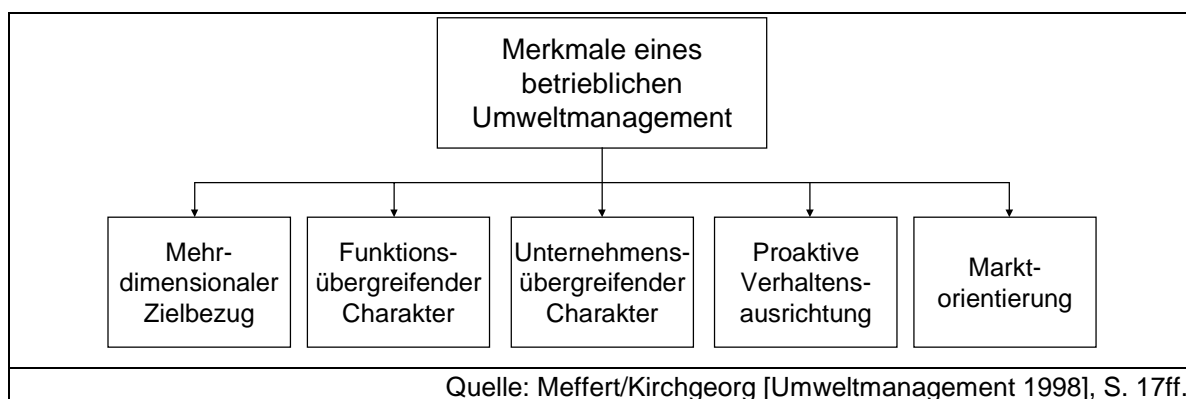 Merkmale eines
betrieblichen
Umweltmanagement
Mehr-
dimensionaler
Zielbezug
Funktions-
übergreifender
Charakter
Unternehmens-
übergreifender
Charakter
Proaktive
Verhaltens-
ausrichtung
Markt-
orientierung
Quelle: Meffert/Kirchgeorg [Umweltmanagement 1998], S. 17ff.